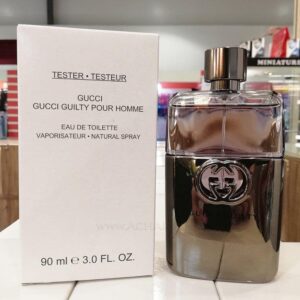 MINIATURE
TESTER • TESTEUR
GUCCI
GUCCI GUILTY POUR HOMME
EAU DE TOILETTE
VAPORISATEUR • NATURAL SPRAY
90 ml ℮ 3.0 FL. OZ.